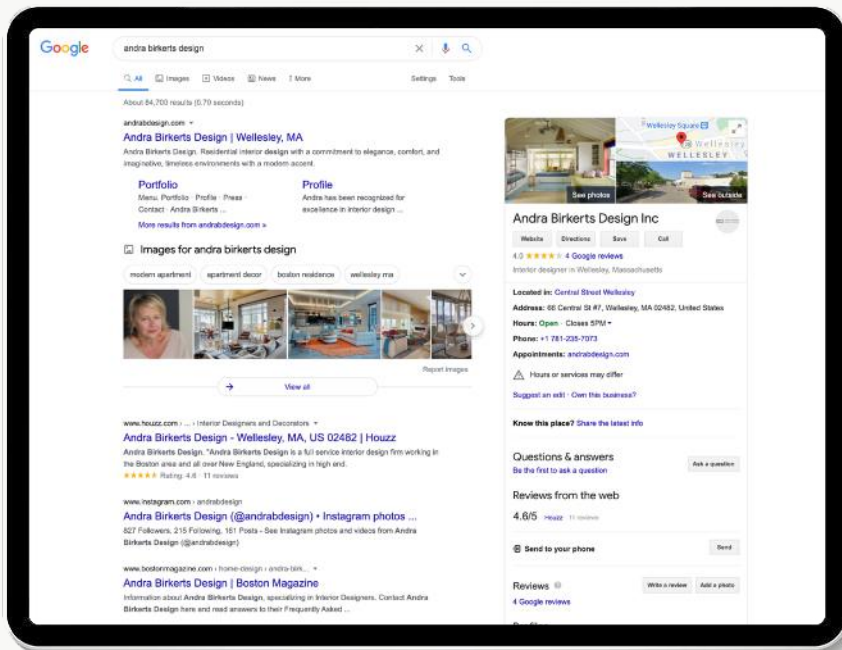 Google
andra birkerts design
All Images Videos News More Settings Tools
About 84,700 results (0.70 seconds)
andrabdesign.com
Andra Birkerts Design | Wellesley, MA
Andra Birkerts Design. Residential interior design with a commitment to elegance, comfort, and
imaginative, timeless environments with a modern accent.
Portfolio
Menu. Portfolio · Profile · Press ·
Contact · Andra Birkerts ...
Profile
Andra has been recognized for
excellence in interior design ...
More results from andrabdesign.com »
Images for andra birkerts design
modern apartment apartment decor boston residence wellesley ma
Report images
View all
www.houzz.com › ... › Interior Designers and Decorators
Andra Birkerts Design - Wellesley, MA, US 02482 | Houzz
Andra Birkerts Design. "Andra Birkerts Design is a full service interior design firm working in
the Boston area and all over New England, specializing in high end.
Rating: 4.6 · 11 reviews
www.instagram.com › andrabdesign
Andra Birkerts Design (@andrabdesign) • Instagram photos ...
827 Followers, 215 Following, 161 Posts - See Instagram photos and videos from Andra
Birkerts Design (@andrabdesign)
www.bostonmagazine.com › home-design › andra-birk...
Andra Birkerts Design | Boston Magazine
Information about Andra Birkerts Design, specializing in Interior Designers. Contact Andra
Birkerts Design here and read answers to their Frequently Asked ...
Wellesley Square
Wellesley
WELLESLEY
See photos
See outside
Andra Birkerts Design Inc
Website Directions Save Call
4.0 4 Google reviews
Interior designer in Wellesley, Massachusetts
Located in: Central Street Wellesley
Address: 66 Central St #7, Wellesley, MA 02482, United States
Hours: Open · Closes 5PM
Phone: +1 781-235-7073
Appointments: andrabdesign.com
Hours or services may differ
Suggest an edit · Own this business?
Know this place? Share the latest info
Questions & answers
Be the first to ask a question
Ask a question
Reviews from the web
4.6/5 Houzz · 11 reviews
Send to your phone
Send
Reviews
Write a review Add a photo
4 Google reviews